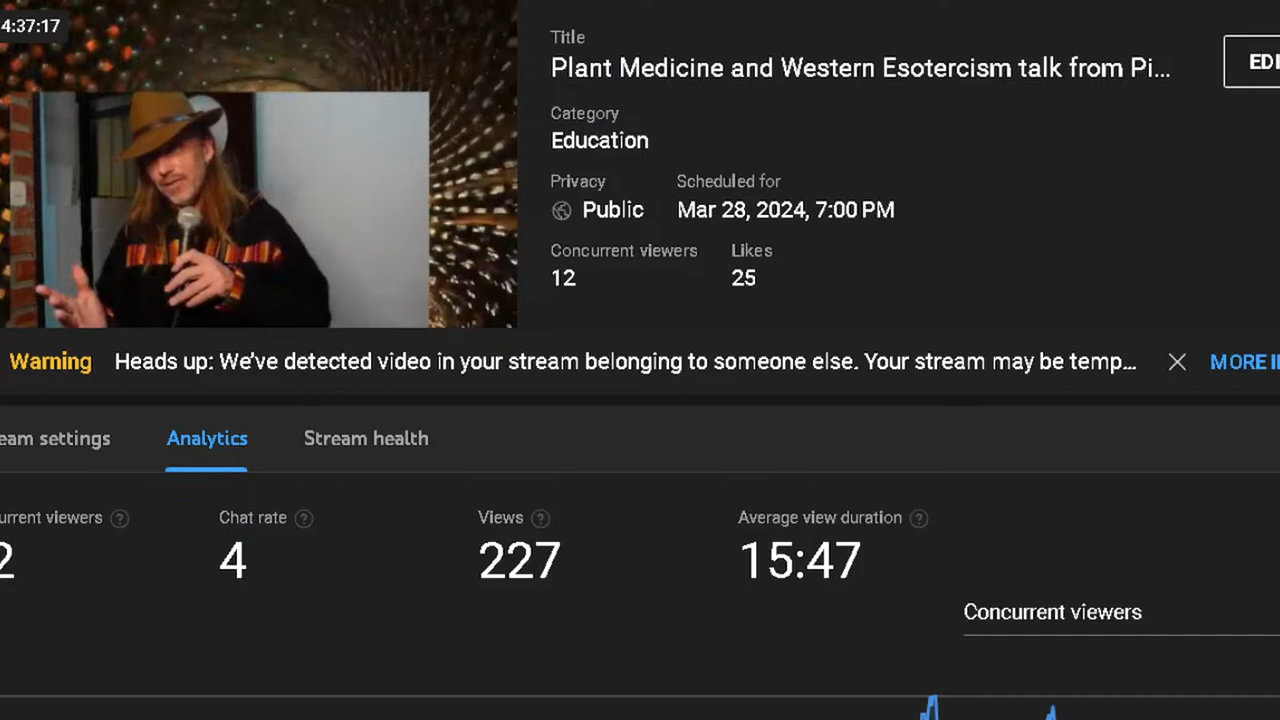 4:37:17
Title
Plant Medicine and Western Esotercism talk from Pi...
EDI
Category
Education
Privacy
Scheduled for
Public
Mar 28, 2024, 7:00 PM
Concurrent viewers
Likes
12
25
Warning
Heads up: We've detected video in your stream belonging to someone else. Your stream may be temp...
MORE I
eam settings
Analytics
Stream health
urrent viewers
Chat rate
Views
Average view duration
2
4
227
15:47
Concurrent viewers